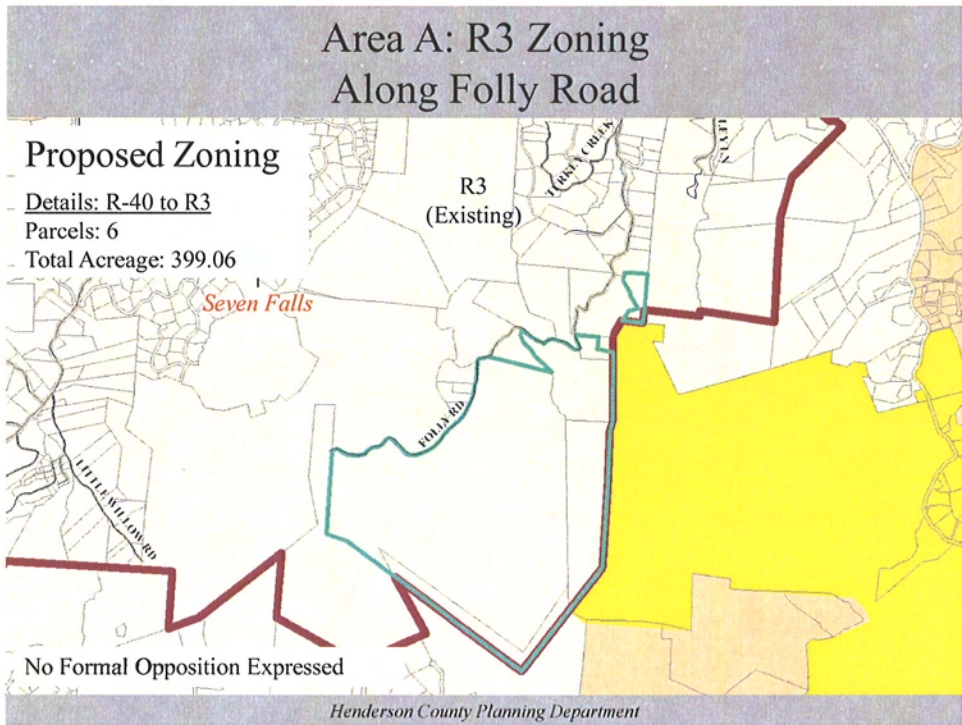 Area A: R3 Zoning
Along Folly Road
Proposed Zoning
Details: R-40 to R3
Parcels: 6
Total Acreage: 399.06
R3
(Existing)
TURKEY CREEK
Seven Falls
FOLLY RD
LITTLE WILLOW RD
No Formal Opposition Expressed
Henderson County Planning Department